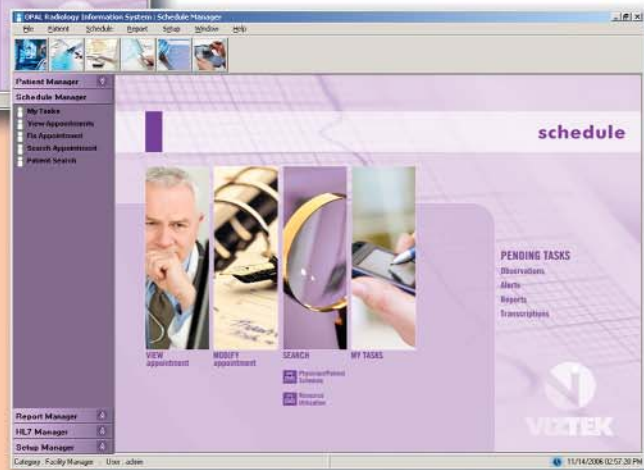 OPAL Radiology Information System : Schedule Manager
File Patient Schedule Report Setup Window Help
Patient Manager
Schedule Manager
My Tasks
View Appointments
Fix Appointment
Search Appointment
Patient Search
schedule
PENDING TASKS
Observations
Alerts
Reports
Transcriptions
VIEW
appointment
MODIFY
appointment
SEARCH
Physician/Patient
Schedules
Resource
Utilization
MY TASKS
VIZTEK
Report Manager
HL7 Manager
Setup Manager
Category : Facility Manager : User : admin
11/14/2006 02:57:20 PM